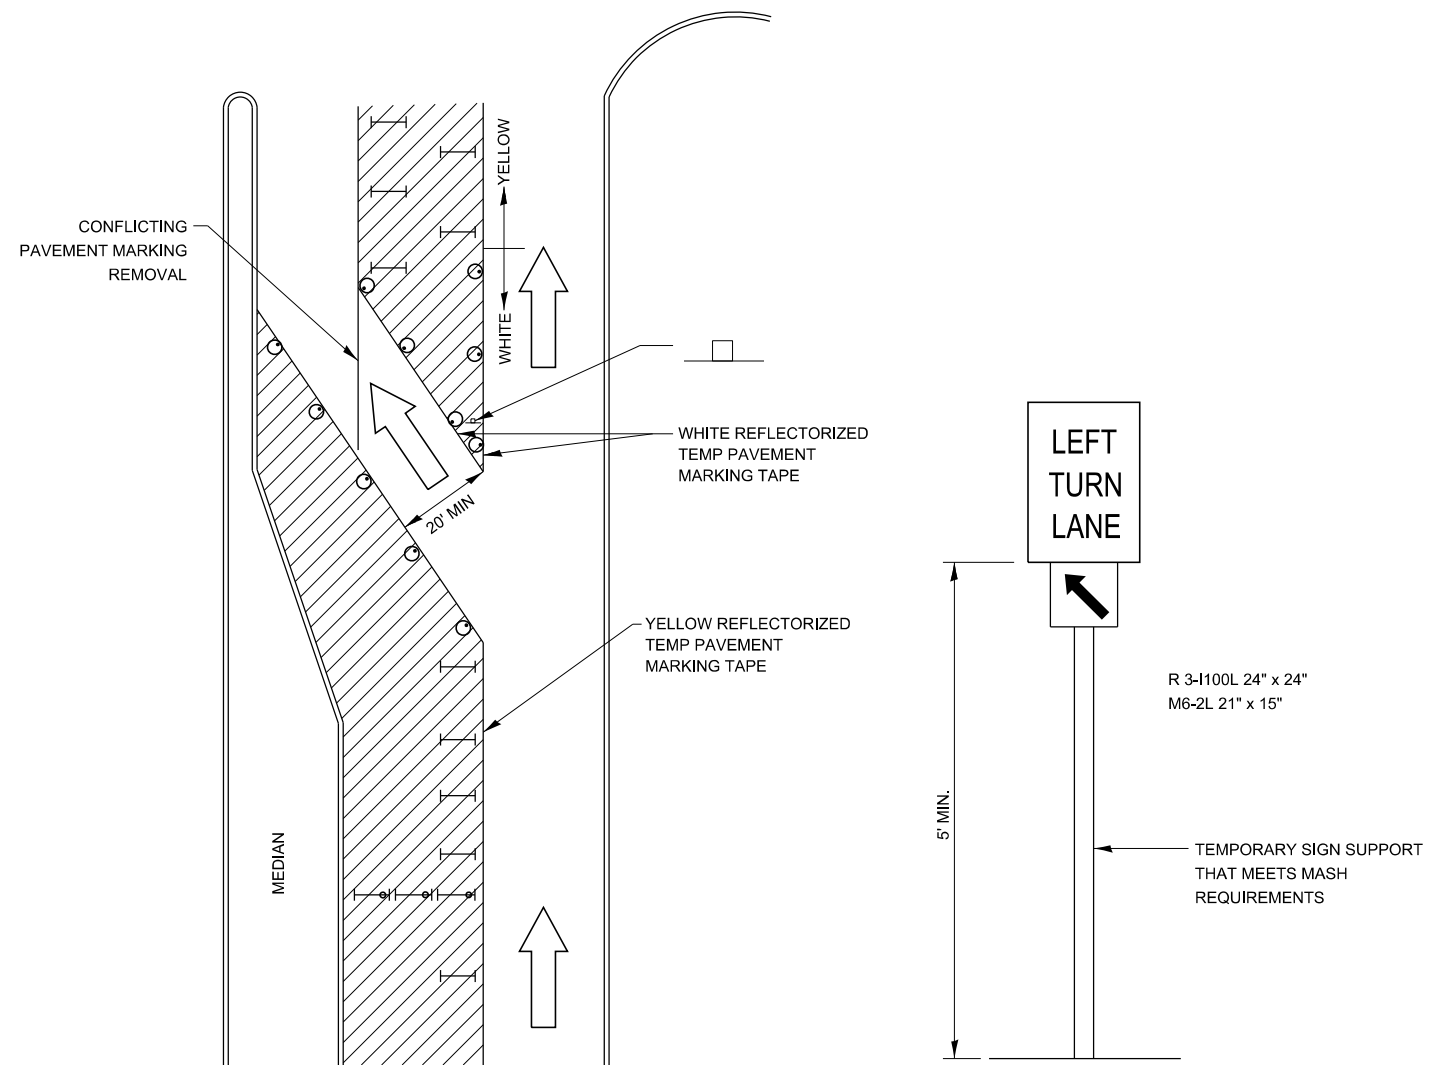 CONFLICTING
PAVEMENT MARKING
REMOVAL
YELLOW
WHITE
WHITE REFLECTORIZED
TEMP PAVEMENT
MARKING TAPE
20' MIN
YELLOW REFLECTORIZED
TEMP PAVEMENT
MARKING TAPE
MEDIAN
LEFT
TURN
LANE
R 3-I100L 24" x 24"
M6-2L 21" x 15"
5' MIN.
TEMPORARY SIGN SUPPORT
THAT MEETS MASH
REQUIREMENTS